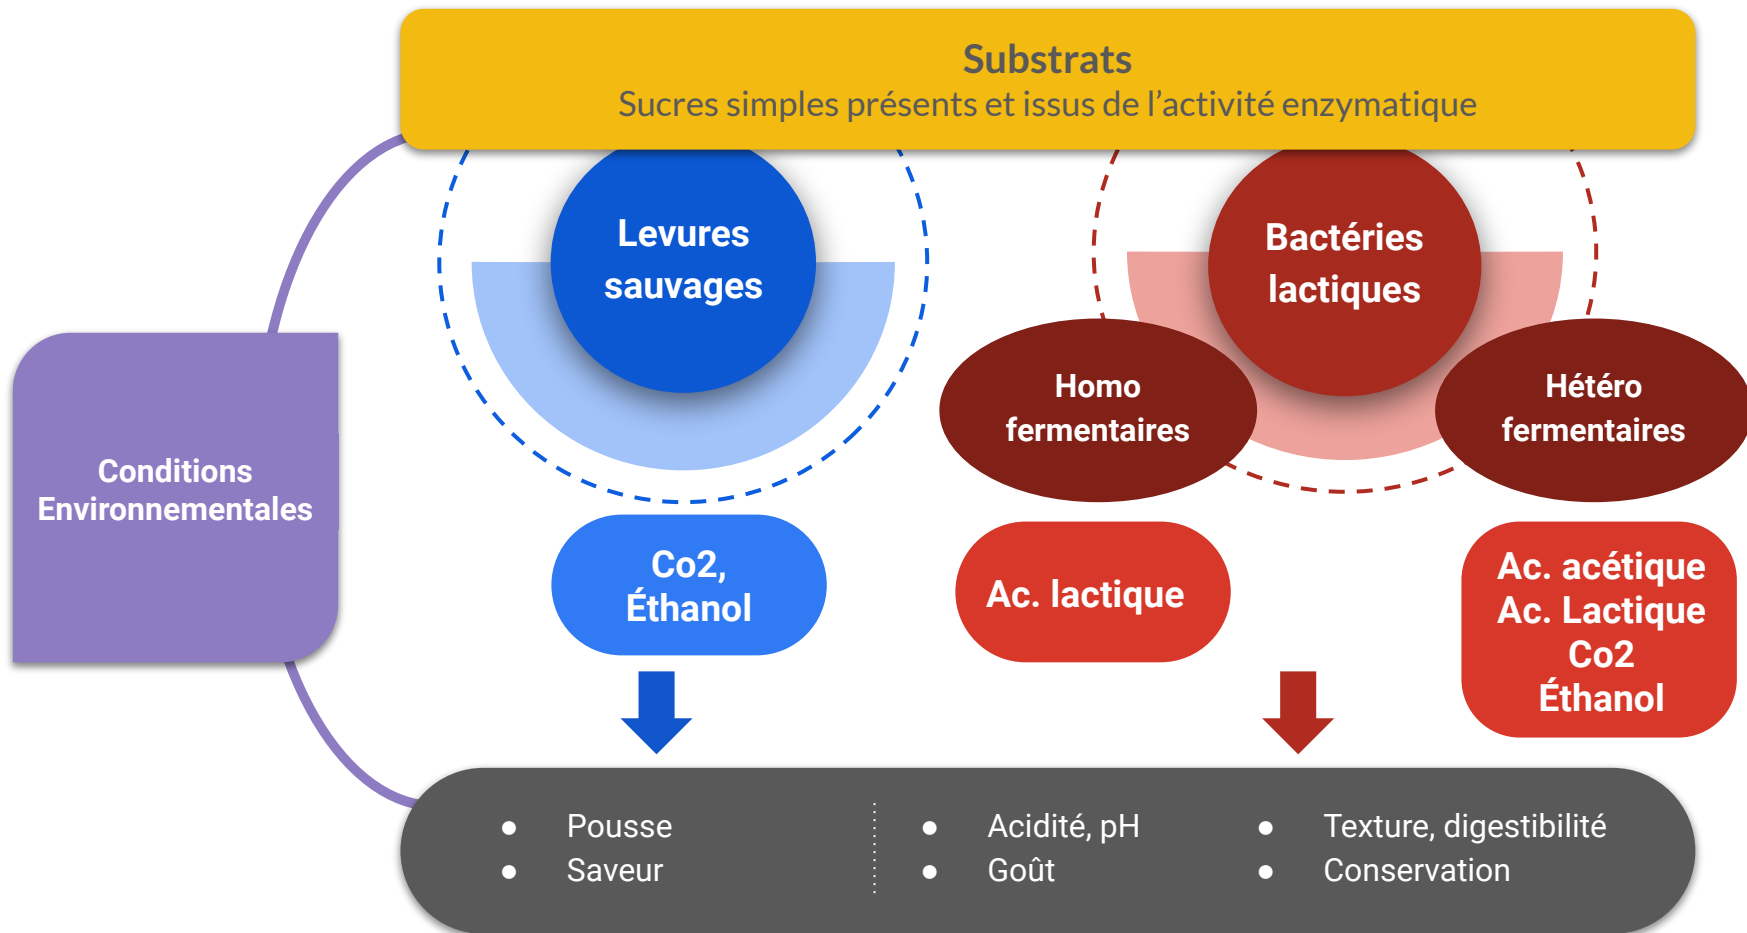 Substrats
Sucres simples présents et issus de l'activité enzymatique
Levures
sauvages
Bactéries
lactiques
Homo
fermentaires
Hétéro
fermentaires
Conditions
Environnementales
Co2,
Éthanol
Ac. lactique
Ac. acétique
Ac. Lactique
Co2
Éthanol
● Pousse
● Saveur
● Acidité, pH
● Goût
● Texture, digestibilité
● Conservation